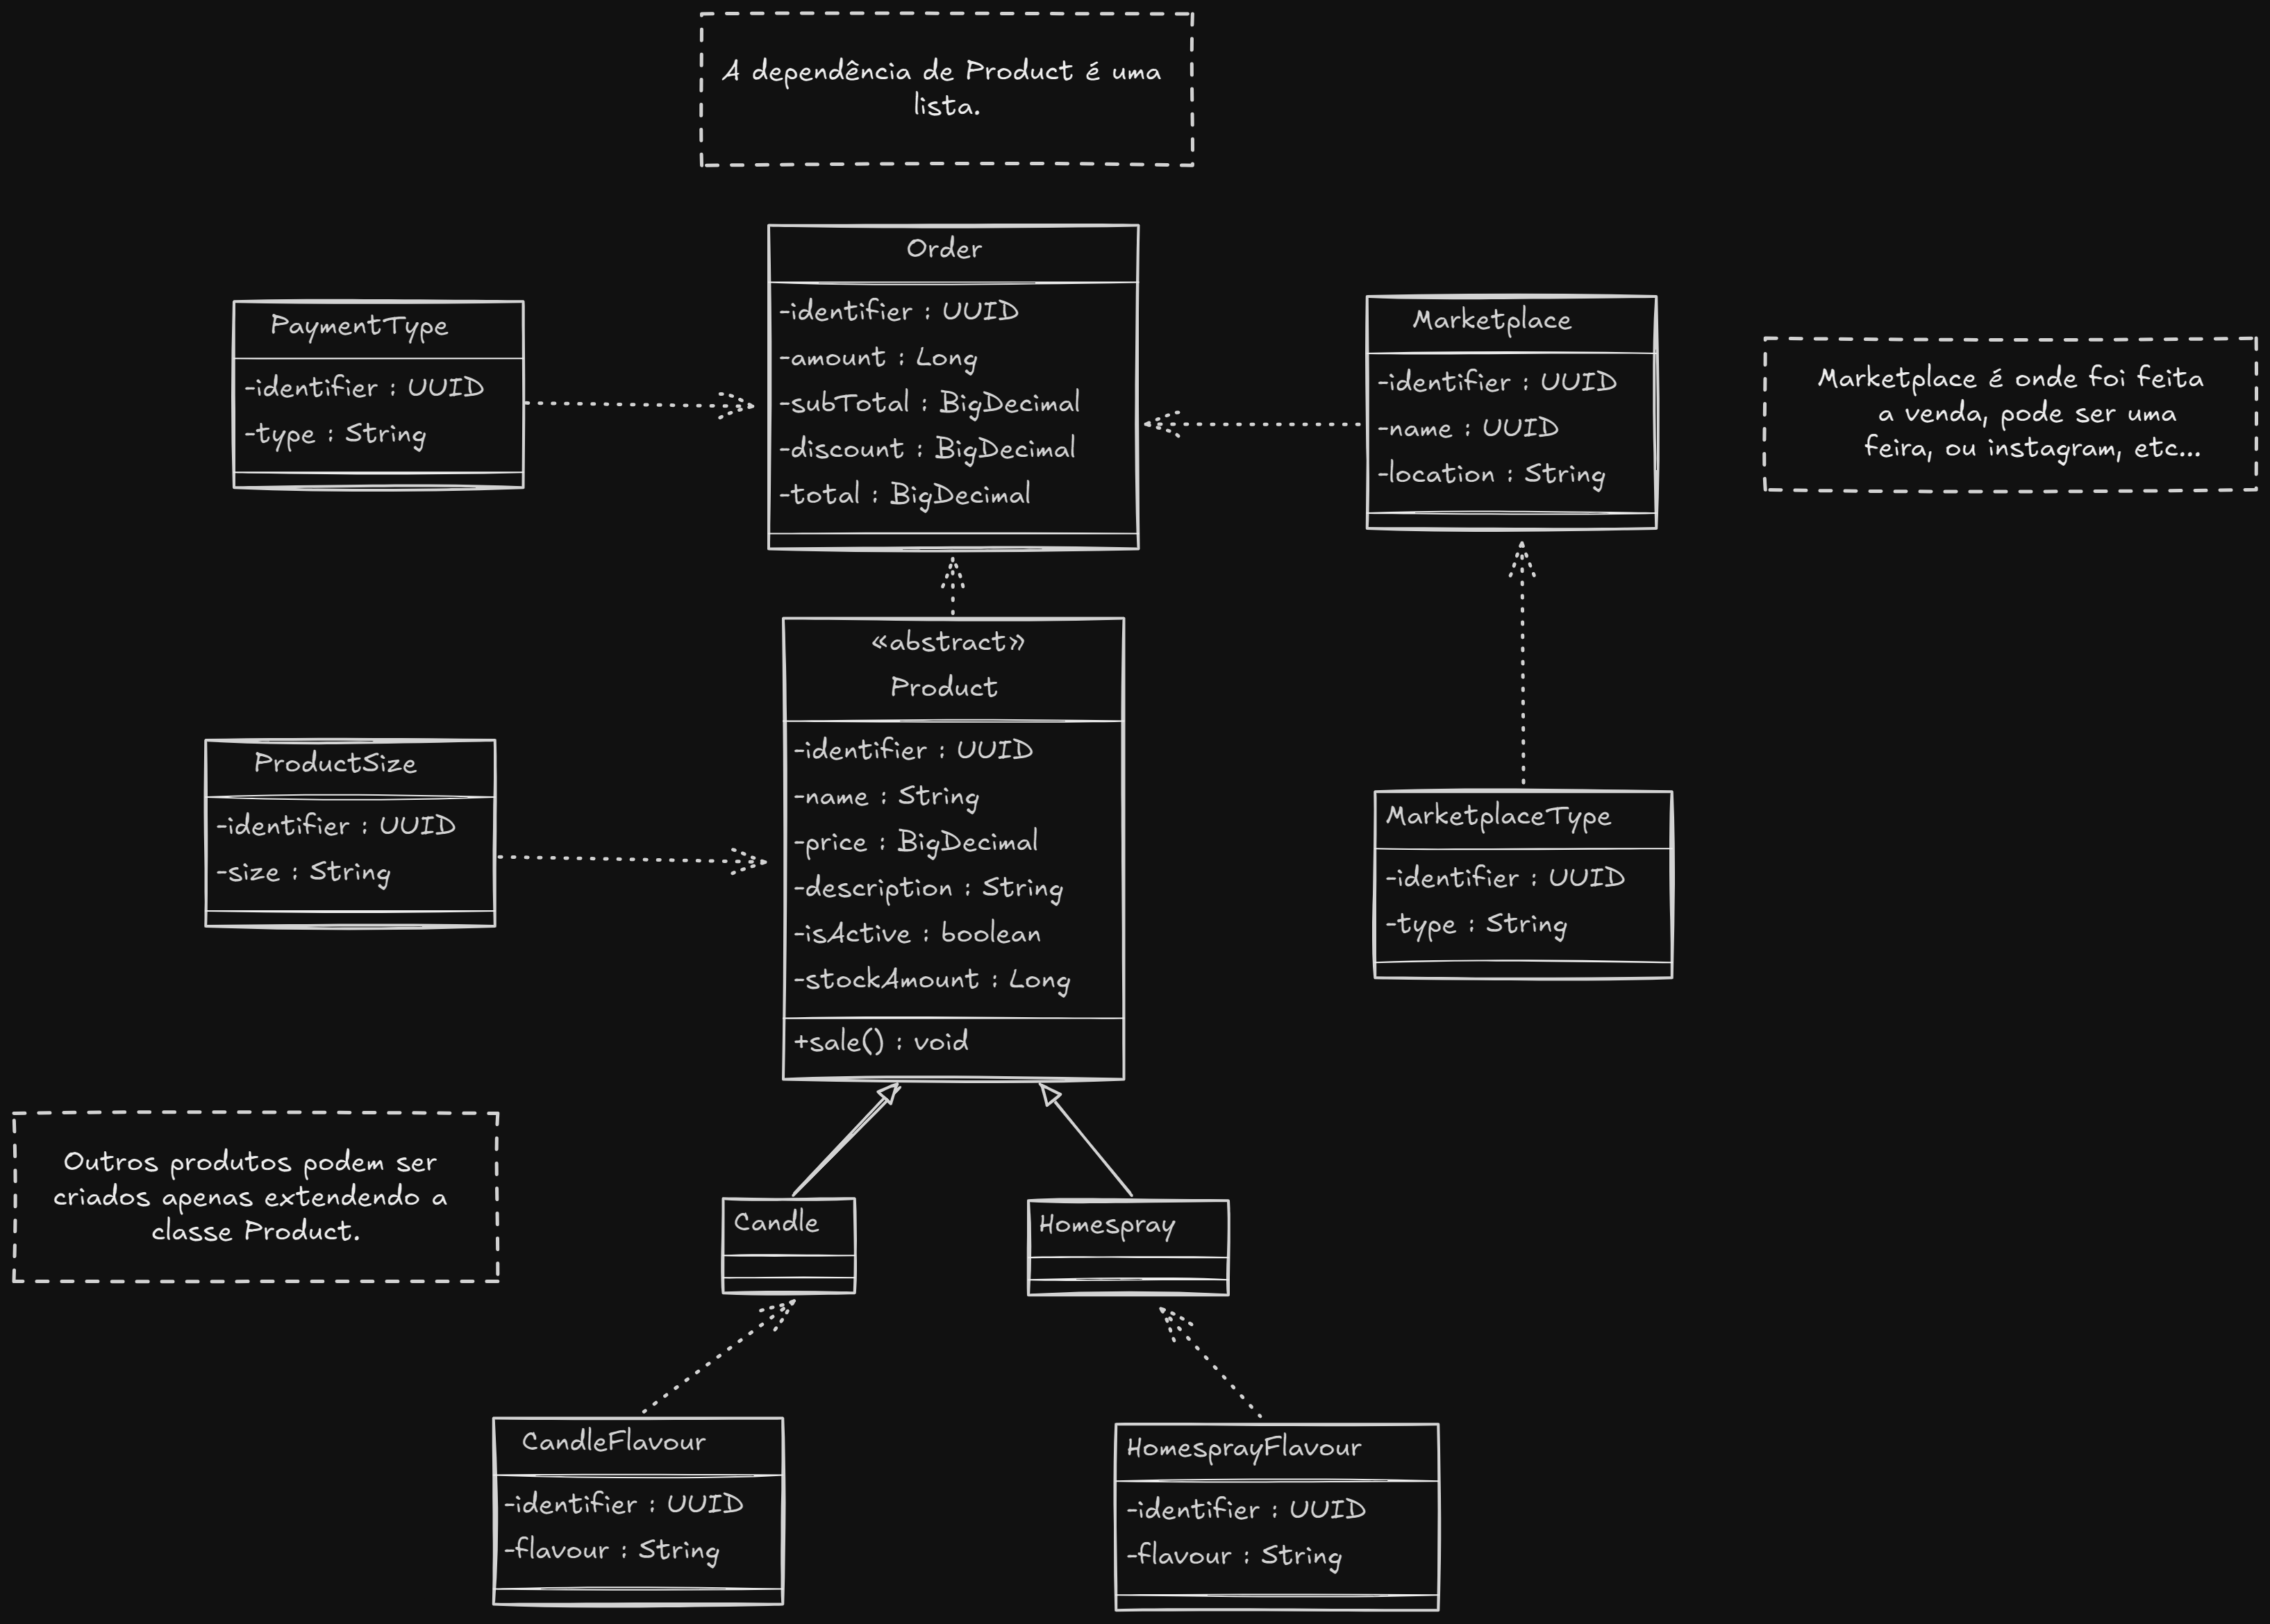 A dependência de Product é uma
lista.
Order
-identifier : UUID
-amount : Long
-subTotal : BigDecimal
-discount : BigDecimal
-total : BigDecimal
PaymentType
-identifier : UUID
-type : String
Marketplace
-identifier : UUID
-name : UUID
-location : String
Marketplace é onde foi feita
a venda, pode ser uma
feira, ou instagram, etc...
«abstract»
Product
-identifier : UUID
-name : String
-price : BigDecimal
-description : String
-isActive : boolean
-stockAmount : Long
+sale() : void
ProductSize
-identifier : UUID
-size : String
MarketplaceType
-identifier : UUID
-type : String
Outros produtos podem ser
criados apenas extendendo a
classe Product.
Candle
Homespray
CandleFlavour
-identifier : UUID
-flavour : String
HomesprayFlavour
-identifier : UUID
-flavour : String